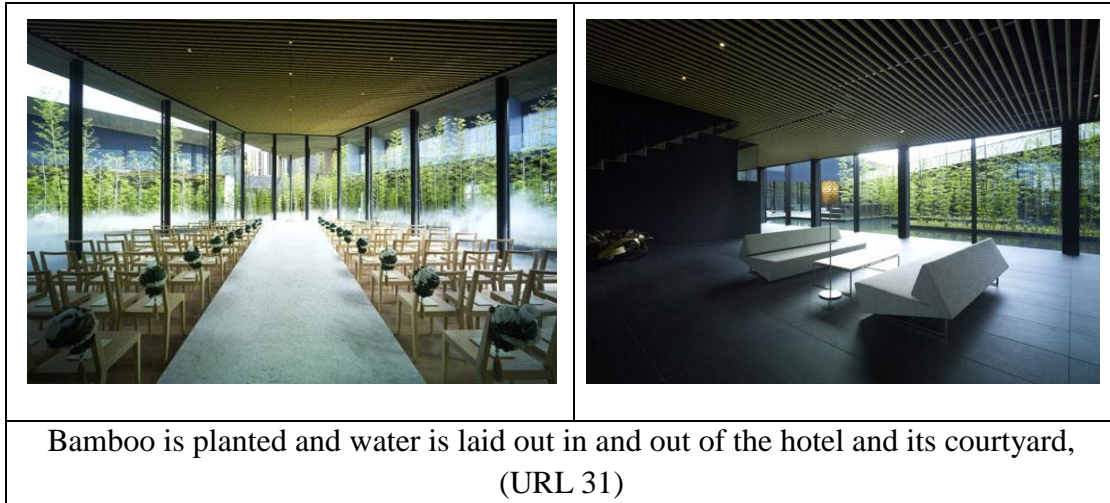 Bamboo is planted and water is laid out in and out of the hotel and its courtyard,
(URL 31)